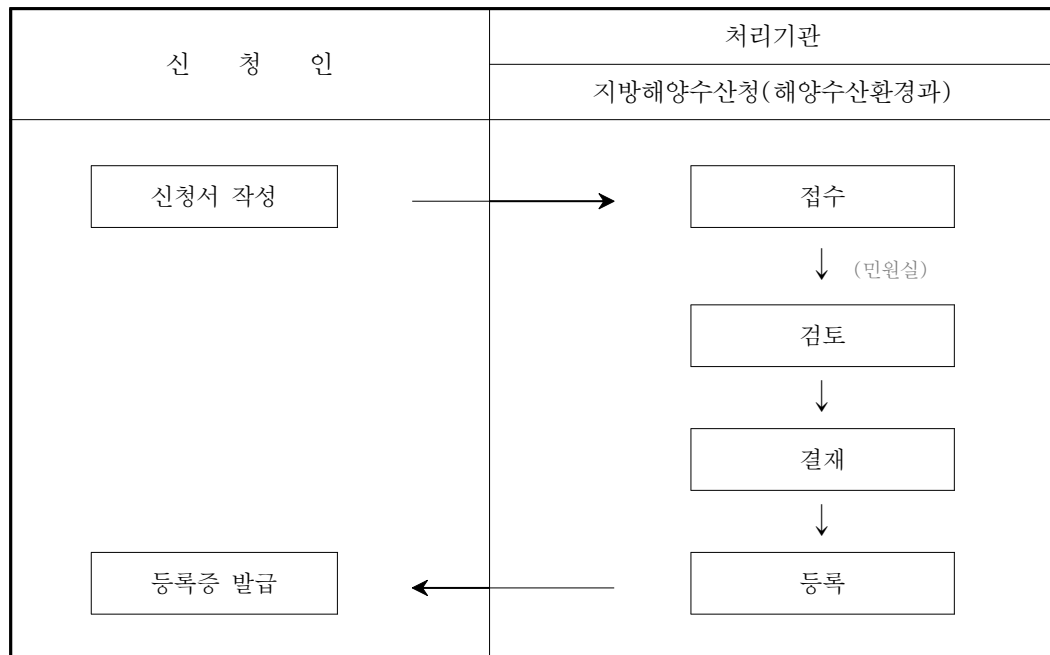 신 청 인
처리기관
지방해양수산청(해양수산환경과)
신청서 작성
접수
(민원실)
검토
결재
등록증 발급
등록